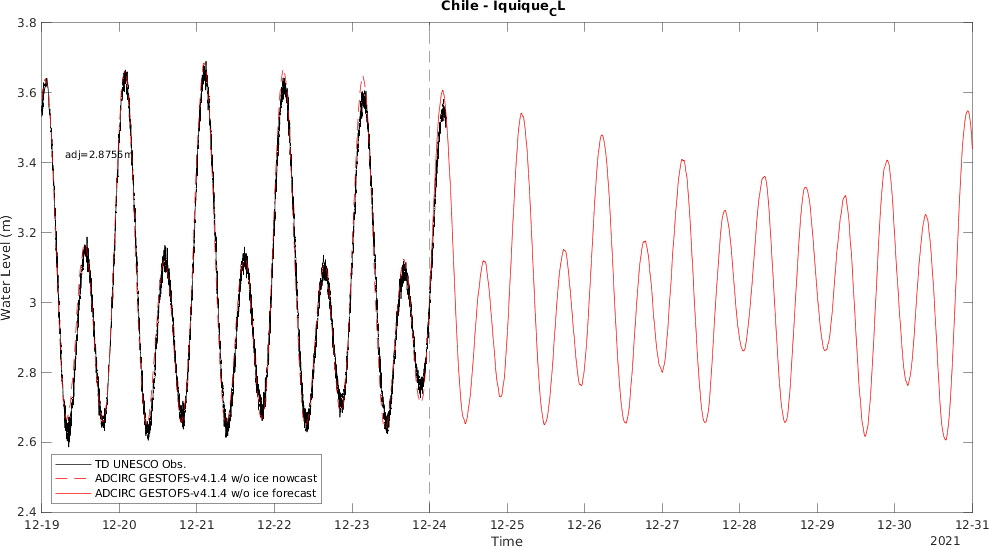 Chile - Iquique_CL
3.8
3.6
3.4
3.2
3
2.8
2.6
2.4
Water Level (m)
adj=2.8755m
TD UNESCO Obs.
ADCIRC GESTOFS-v4.1.4 w/o ice nowcast
ADCIRC GESTOFS-v4.1.4 w/o ice forecast
12-19 12-20 12-21 12-22 12-23 12-24 12-25 12-26 12-27 12-28 12-29 12-30 12-31
Time
2021